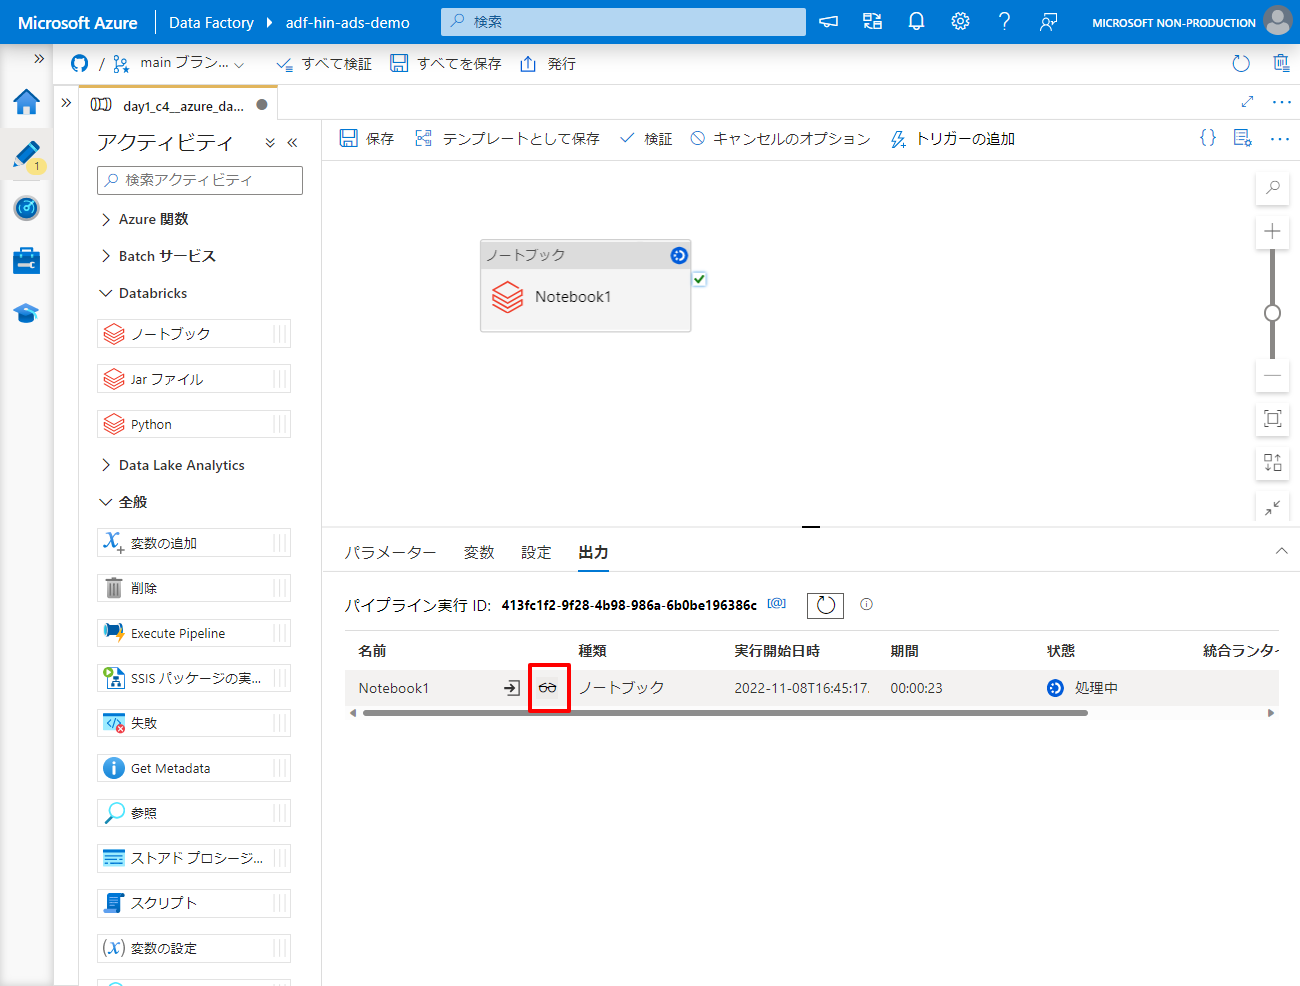 Microsoft Azure
Data Factory
adf-hin-ads-demo
検索
MICROSOFT NON-PRODUCTION
/
main ブラン...
すべて検証
すべてを保存
発行
day1_c4__azure_da...
アクティビティ
検索アクティビティ
保存
テンプレートとして保存
検証
キャンセルのオプション
トリガーの追加
1
Azure 関数
Batch サービス
Databricks
ノートブック
Jar ファイル
Python
Data Lake Analytics
全般
変数の追加
削除
Execute Pipeline
SSIS パッケージの実...
失敗
Get Metadata
参照
ストアド プロシージ...
スクリプト
変数の設定
ノートブック
Notebook1
パラメーター
変数
設定
出力
パイプライン実行 ID: 413fc1f2-9f28-4b98-986a-6b0be196386c
名前
種類
実行開始日時
期間
状態
統合ランタイ
Notebook1
ノートブック
2022-11-08T16:45:17.
00:00:23
処理中